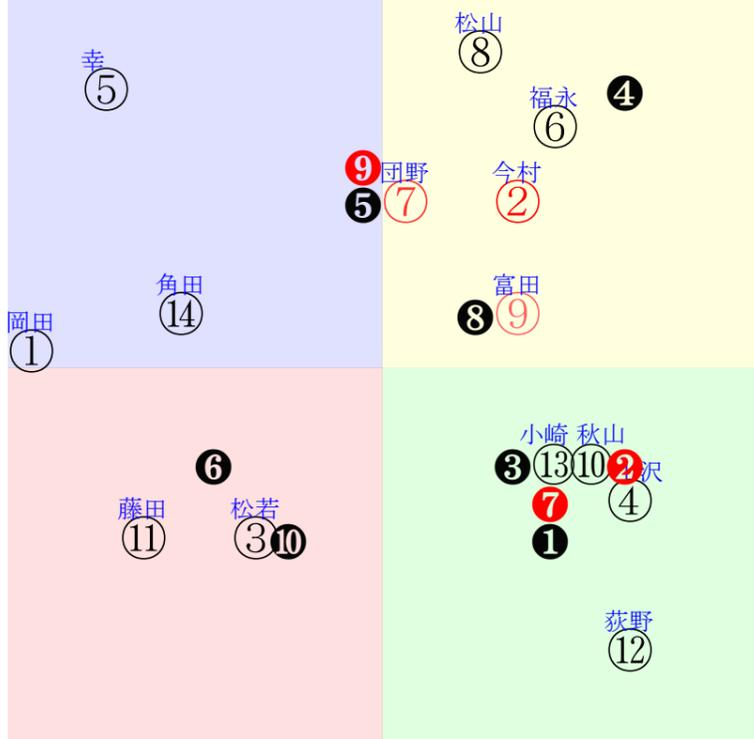 松山
⑧
幸
⑤
❹
福永
⑥
❾
団野
⑦
今村
②
❺
角田
⑭
富田
⑨
❽
岡田
①
小崎
⑬
秋山
⑩
❸
❷
沢
④
❻
❼
藤田
⑪
松若
③
❿
❶
荻野
⑫